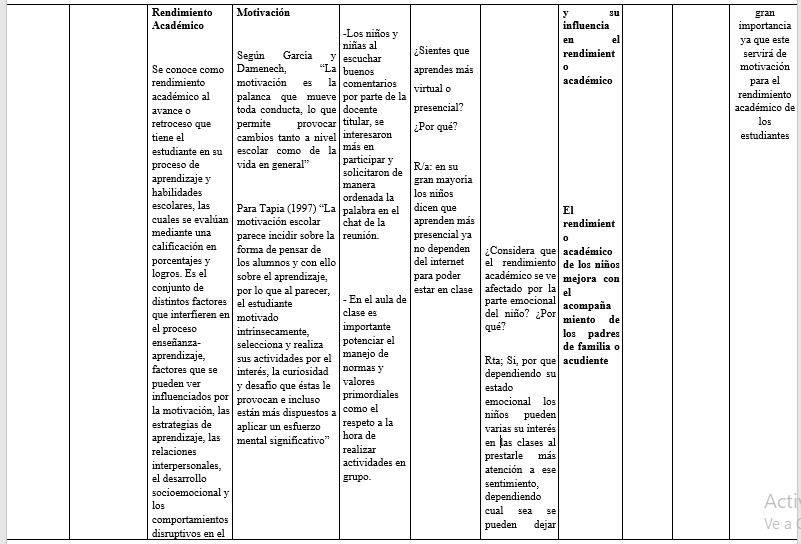 Rendimiento
Académico
Se conoce como
rendimiento
académico al
avance o
retroceso que
tiene el
estudiante en su
proceso de
aprendizaje y
habilidades
escolares, las
cuales se evalúan
mediante una
calificación en
porcentajes y
logros. Es el
conjunto de
distintos factores
que interfieren en
el proceso
enseñanza-
aprendizaje,
factores que se
pueden ver
influenciados por
la motivación, las
estrategias de
aprendizaje, las
relaciones
interpersonales,
el desarrollo
socioemocional y
los
comportamientos
disruptivos en el
Motivación
Según García y
Damenech, “La
motivación es la
palanca que mueve
toda conducta, lo que
permite provocar
cambios tanto a nivel
escolar como de la
vida en general”
Para Tapia (1997) “La
motivación escolar
parece incidir sobre la
forma de pensar de
los alumnos y con ello
sobre el aprendizaje,
por lo que al parecer,
el estudiante
motivado
intrínsecamente,
selecciona y realiza
sus actividades por el
interés, la curiosidad
y desafío que éstas le
provocan e incluso
están más dispuestos a
aplicar un esfuerzo
mental significativo”
-Los niños y
niñas al
escuchar
buenos
comentarios
por parte de la
docente
titular, se
interesaron
más en
participar y
solicitaron de
manera
ordenada la
palabra en el
chat de la
reunión.
- En el aula de
clase es
importante
potenciar el
manejo de
normas y
valores
primordiales
como el
respeto a la
hora de
realizar
actividades en
grupo.
¿Sientes que
aprendes más
virtual o
presencial?
¿Por qué?
R/a: en su
gran mayoría
los niños
dicen que
aprenden más
presencial ya
no dependen
del internet
para poder
estar en clase
¿Considera que
el rendimiento
académico se ve
afectado por la
parte emocional
del niño? ¿Por
qué?
Rta; Si, por que
dependiendo su
estado
emocional los
niños pueden
varias su interés
en las clases al
prestarle más
atención a ese
sentimiento,
dependiendo
cual sea se
pueden dejar
y su
influencia
en el
rendimient
o
académico
El
rendimient
o
académico
de los niños
mejora con
el
acompaña
miento de
los padres
de familia o
acudiente
gran
importancia
ya que este
servirá de
motivación
para el
rendimiento
académico de
los
estudiantes
Acti
Ve a C